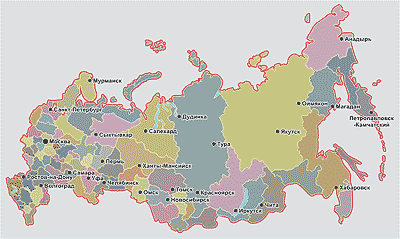 Анадырь
Мурманск
Санкт-Петербург
Оймякон
Магадан
Дудинка
Петропавловск
-Камчатский
Салехард
Сыктывкар
Якутск
Москва
Тура
Пермь
Ханты-Мансийск
Ростов-на-Дону
Самара
Уфа
Челябинск
Волгоград
Хабаровск
Омск
Томск
Красноярск
Новосибирск
Чита
Иркутск